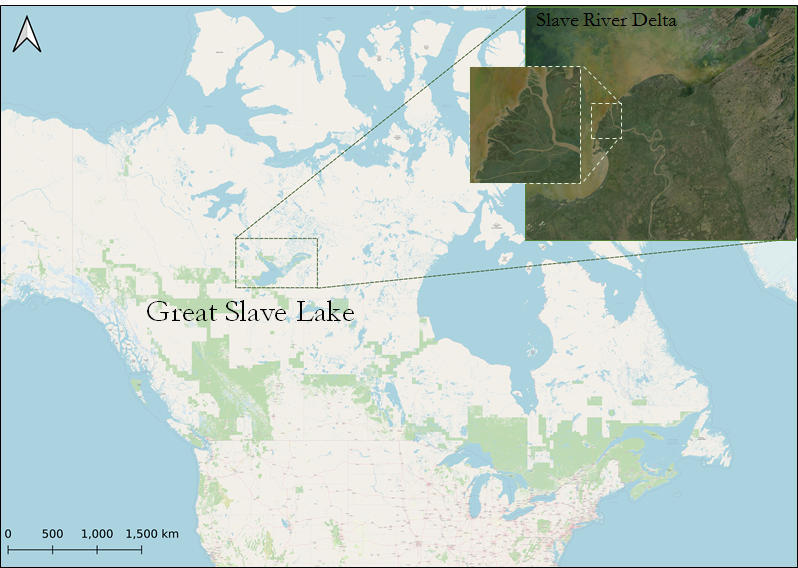 Slave River Delta
Great Slave Lake
0 500 1,000 1,500 km